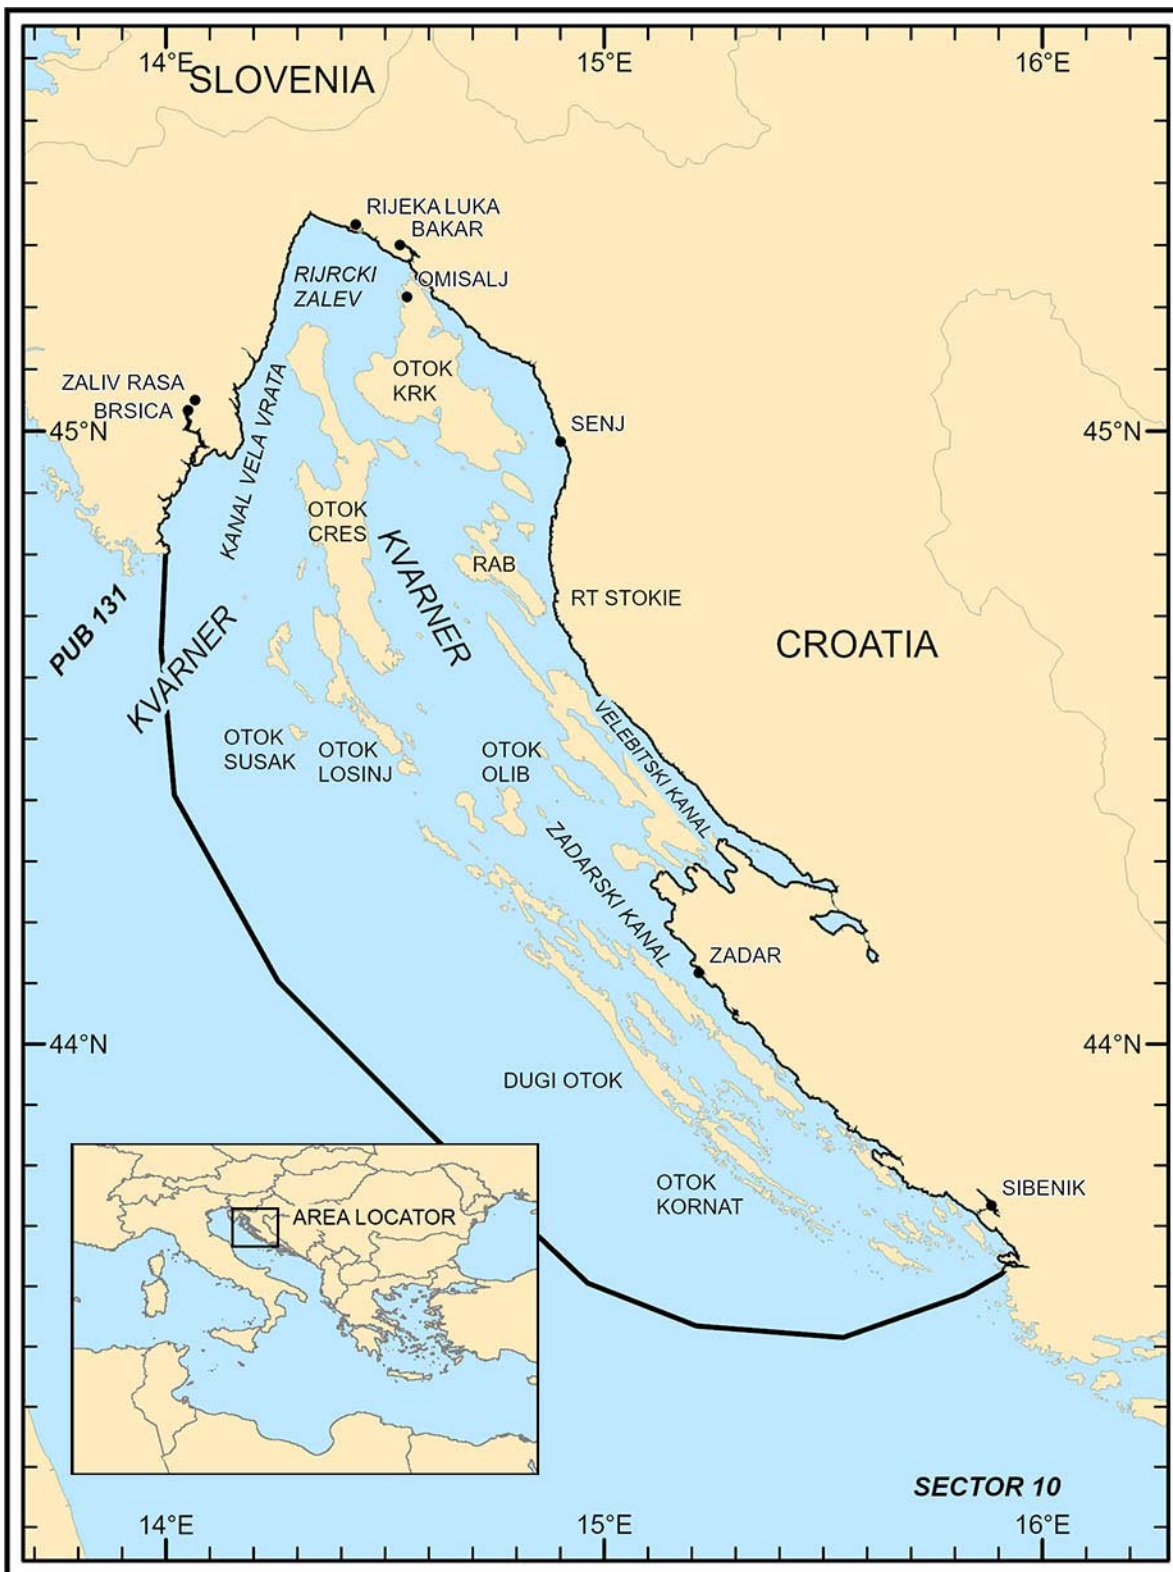 14°E
15°E
16°E
SLOVENIA
RIJEKA LUKA
BAKAR
RIJRCKI
ZALEV
OMISALJ
OTOK
KRK
ZALIV RASA
BRSICA
KANAL VELA VRATA
SENJ
45°N
45°N
OTOK
CRES
KVARNER
RAB
RT STOKIE
PUB 131
KVARNER
CROATIA
OTOK
SUSAK
OTOK
LOSINJ
OTOK
OLIB
VELEBITSKI KANAL
ZADARSKI KANAL
ZADAR
44°N
44°N
DUGI OTOK
OTOK
KORNAT
SIBENIK
AREA LOCATOR
SECTOR 10
14°E
15°E
16°E